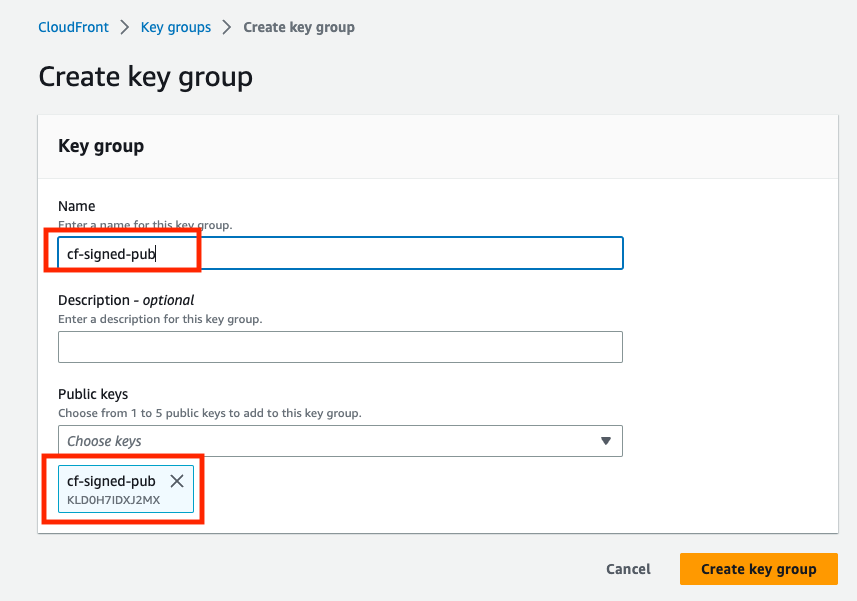 CloudFront > Key groups > Create key group
Create key group
Key group
Name
Enter a name for this key group.
cf-signed-pub
Description - optional
Enter a description for this key group.
Public keys
Choose from 1 to 5 public keys to add to this key group.
Choose keys
cf-signed-pub
KLD0H7IDXJ2MX
Cancel
Create key group